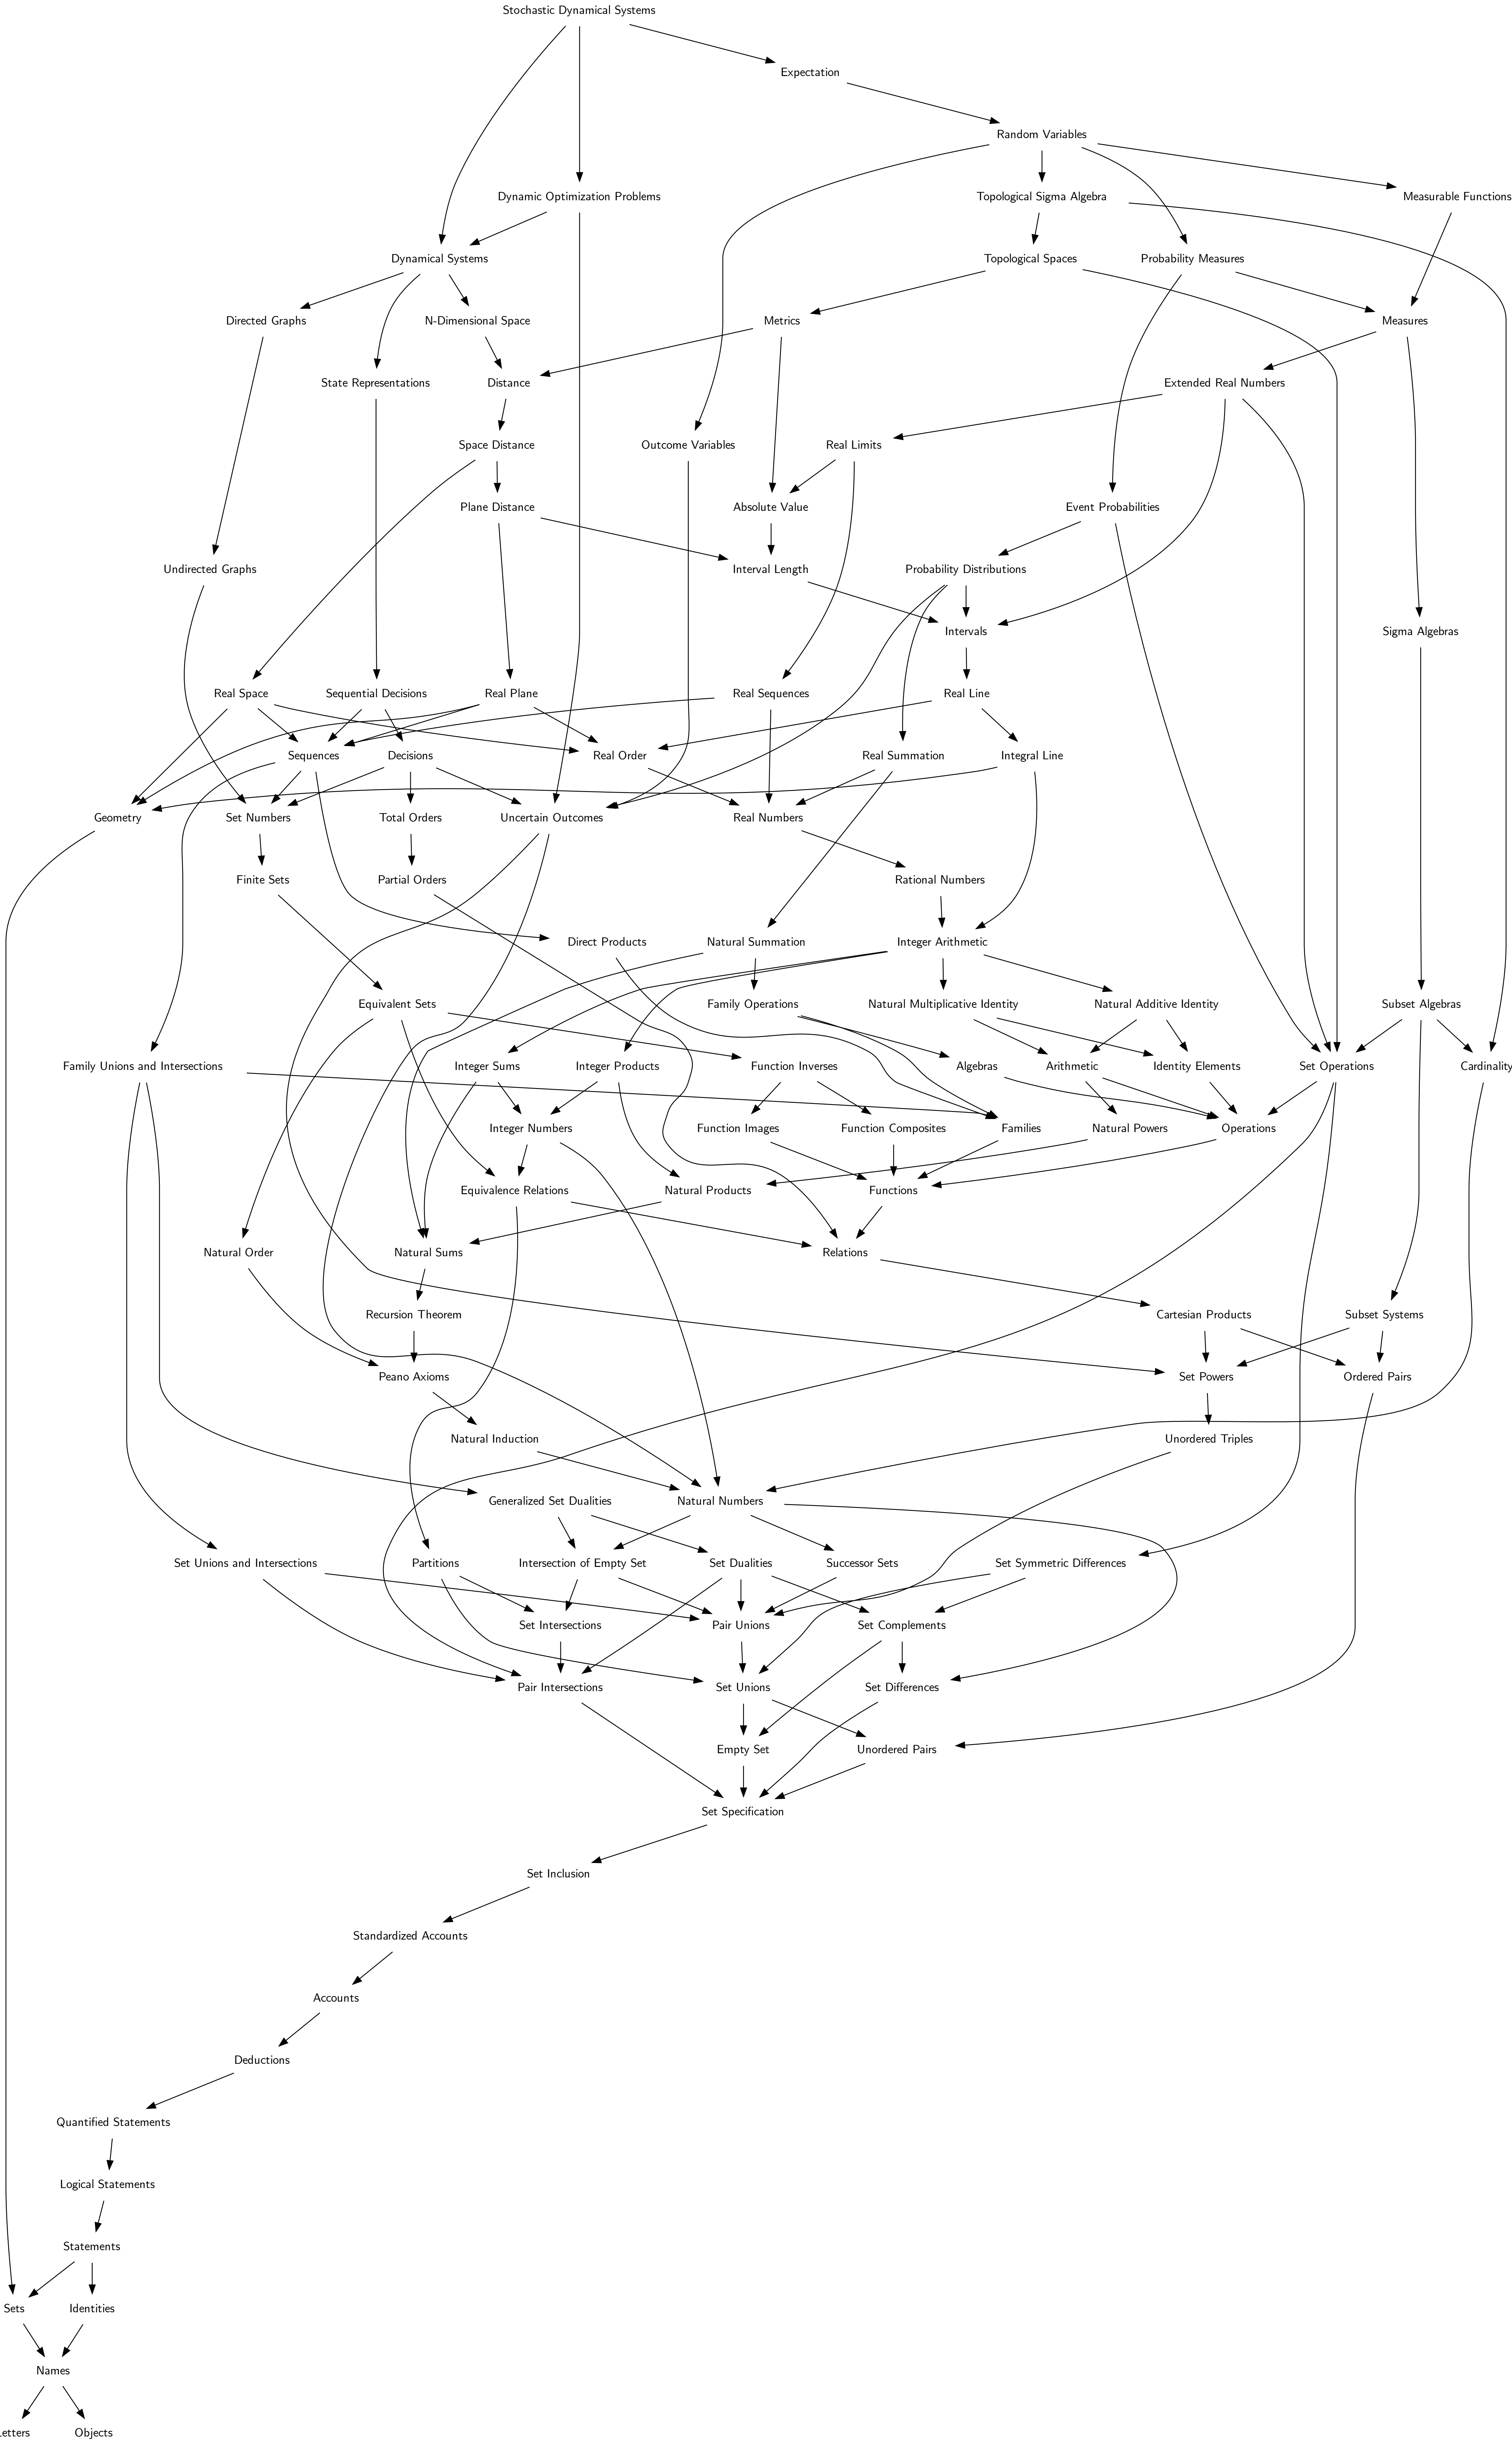 Stochastic Dynamical Systems
Expectation
Random Variables
Dynamic Optimization Problems
Topological Sigma Algebra
Measurable Functions
Dynamical Systems
Topological Spaces
Probability Measures
Directed Graphs
N-Dimensional Space
Metrics
Measures
State Representations
Distance
Extended Real Numbers
Space Distance
Outcome Variables
Real Limits
Plane Distance
Absolute Value
Event Probabilities
Undirected Graphs
Interval Length
Probability Distributions
Intervals
Sigma Algebras
Real Space
Sequential Decisions
Real Plane
Real Sequences
Real Line
Sequences
Decisions
Real Order
Real Summation
Integral Line
Geometry
Set Numbers
Total Orders
Uncertain Outcomes
Real Numbers
Finite Sets
Partial Orders
Rational Numbers
Direct Products
Natural Summation
Integer Arithmetic
Equivalent Sets
Family Operations
Natural Multiplicative Identity
Natural Additive Identity
Subset Algebras
Family Unions and Intersections
Integer Sums
Integer Products
Function Inverses
Algebras
Arithmetic
Identity Elements
Set Operations
Cardinality
Integer Numbers
Function Images
Function Composites
Families
Natural Powers
Operations
Equivalence Relations
Natural Products
Functions
Natural Order
Natural Sums
Relations
Recursion Theorem
Cartesian Products
Subset Systems
Peano Axioms
Set Powers
Ordered Pairs
Natural Induction
Unordered Triples
Generalized Set Dualities
Natural Numbers
Set Unions and Intersections
Partitions
Intersection of Empty Set
Set Dualities
Successor Sets
Set Symmetric Differences
Set Intersections
Pair Unions
Set Complements
Pair Intersections
Set Unions
Set Differences
Empty Set
Unordered Pairs
Set Specification
Set Inclusion
Standardized Accounts
Accounts
Deductions
Quantified Statements
Logical Statements
Statements
Sets
Identities
Names
etters
Objects